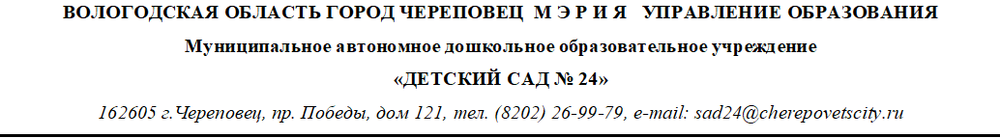 ВОЛОГОДСКАЯ ОБЛАСТЬ ГОРОД ЧЕРЕПОВЕЦ М Э Р И Я УПРАВЛЕНИЕ ОБРАЗОВАНИЯ
Муниципальное автономное дошкольное образовательное учреждение
«ДЕТСКИЙ САД № 24»
162605 г.Череповец, пр. Победы, дом 121, тел. (8202) 26-99-79, e-mail: sad24@cherepovetscity.ru